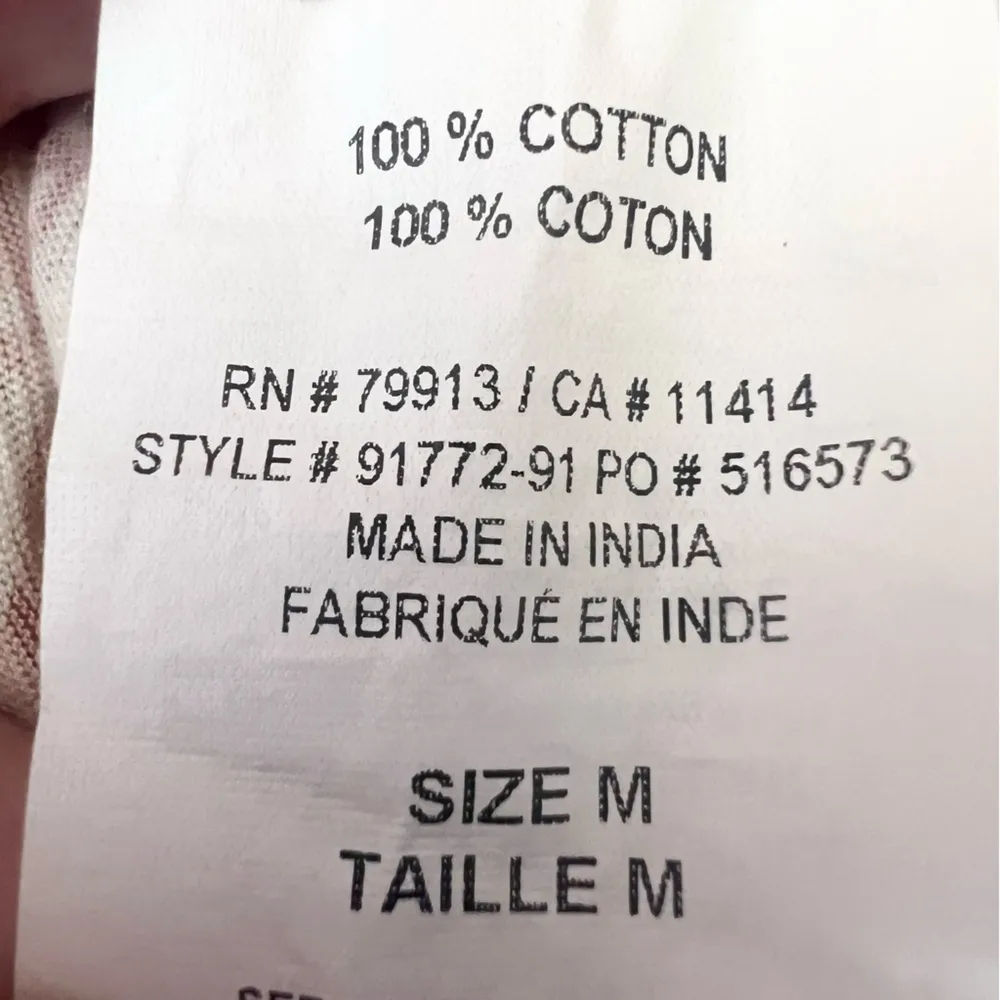 100 % COTTON
100 % COTON
RN # 79913 / CA # 11414
STYLE # 91772-91 PO # 516573
MADE IN INDIA
FABRIQUÉ EN INDE
SIZE M
TAILLE M